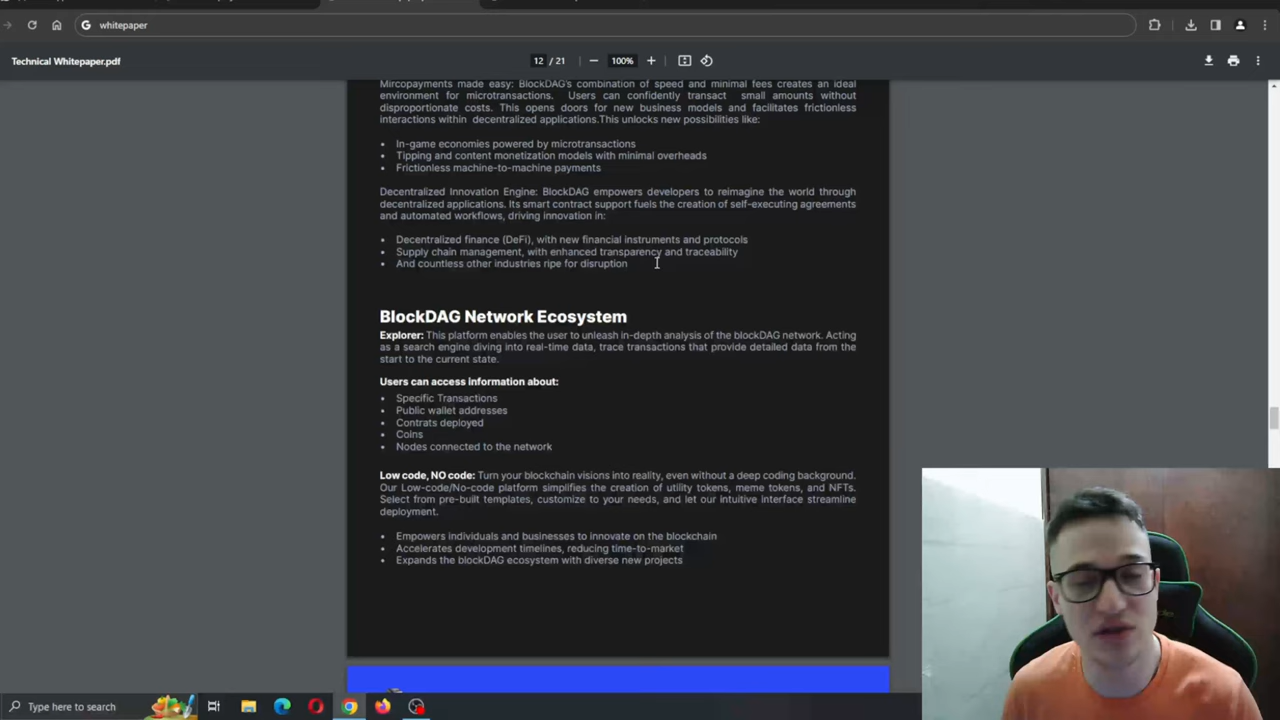 whitepaper
Technical Whitepaper.pdf
12 / 21
100%
Mircopayments made easy: BlockDAG's combination of speed and minimal fees creates an ideal
environment for microtransactions. Users can confidently transact small amounts without
disproportionate costs. This opens doors for new business models and facilitates frictionless
interactions within decentralized applications.This unlocks new possibilities like:
• In-game economies powered by microtransactions
• Tipping and content monetization models with minimal overheads
• Frictionless machine-to-machine payments
Decentralized Innovation Engine: BlockDAG empowers developers to reimagine the world through
decentralized applications. Its smart contract support fuels the creation of self-executing agreements
and automated workflows, driving innovation in:
• Decentralized finance (DeFi), with new financial instruments and protocols
• Supply chain management, with enhanced transparency and traceability
• And countless other industries ripe for disruption
BlockDAG Network Ecosystem
Explorer: This platform enables the user to unleash in-depth analysis of the blockDAG network. Acting
as a search engine diving into real-time data, trace transactions that provide detailed data from the
start to the current state.
Users can access information about:
• Specific Transactions
• Public wallet addresses
• Contrats deployed
• Coins
• Nodes connected to the network
Low code, NO code: Turn your blockchain visions into reality, even without a deep coding background.
Our Low-code/No-code platform simplifies the creation of utility tokens, meme tokens, and NFTs.
Select from pre-built templates, customize to your needs, and let our intuitive interface streamline
deployment.
• Empowers individuals and businesses to innovate on the blockchain
• Accelerates development timelines, reducing time-to-market
• Expands the blockDAG ecosystem with diverse new projects
Type here to search